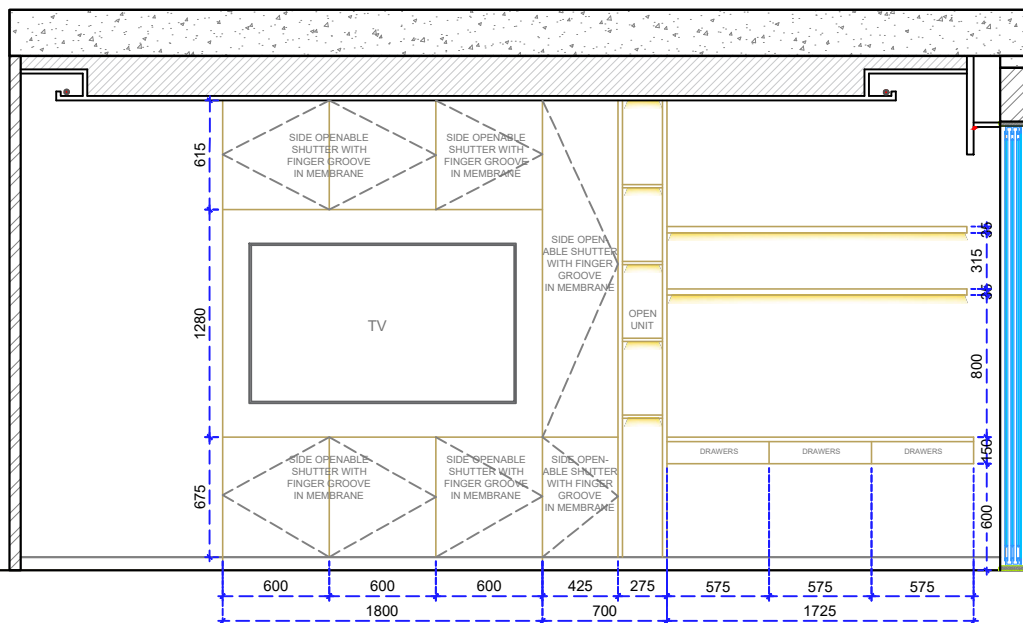 SIDE OPENABLE
SHUTTER WITH
FINGER GROOVE
IN MEMBRANE
SIDE OPENABLE
SHUTTER WITH
FINGER GROOVE
IN MEMBRANE
615
SIDE OPEN-
ABLE SHUTTER
WITH FINGER
GROOVE
IN MEMBRANE
35
315
35
OPEN
UNIT
TV
1280
800
DRAWERS
DRAWERS
DRAWERS
150
SIDE OPENABLE
SHUTTER WITH
FINGER GROOVE
IN MEMBRANE
SIDE OPENABLE
SHUTTER WITH
FINGER GROOVE
IN MEMBRANE
SIDE OPEN-
ABLE SHUTTER
WITH FINGER
GROOVE
IN MEMBRANE
675
600
600 600 600 425 275 575 575 575
1800 700 1725